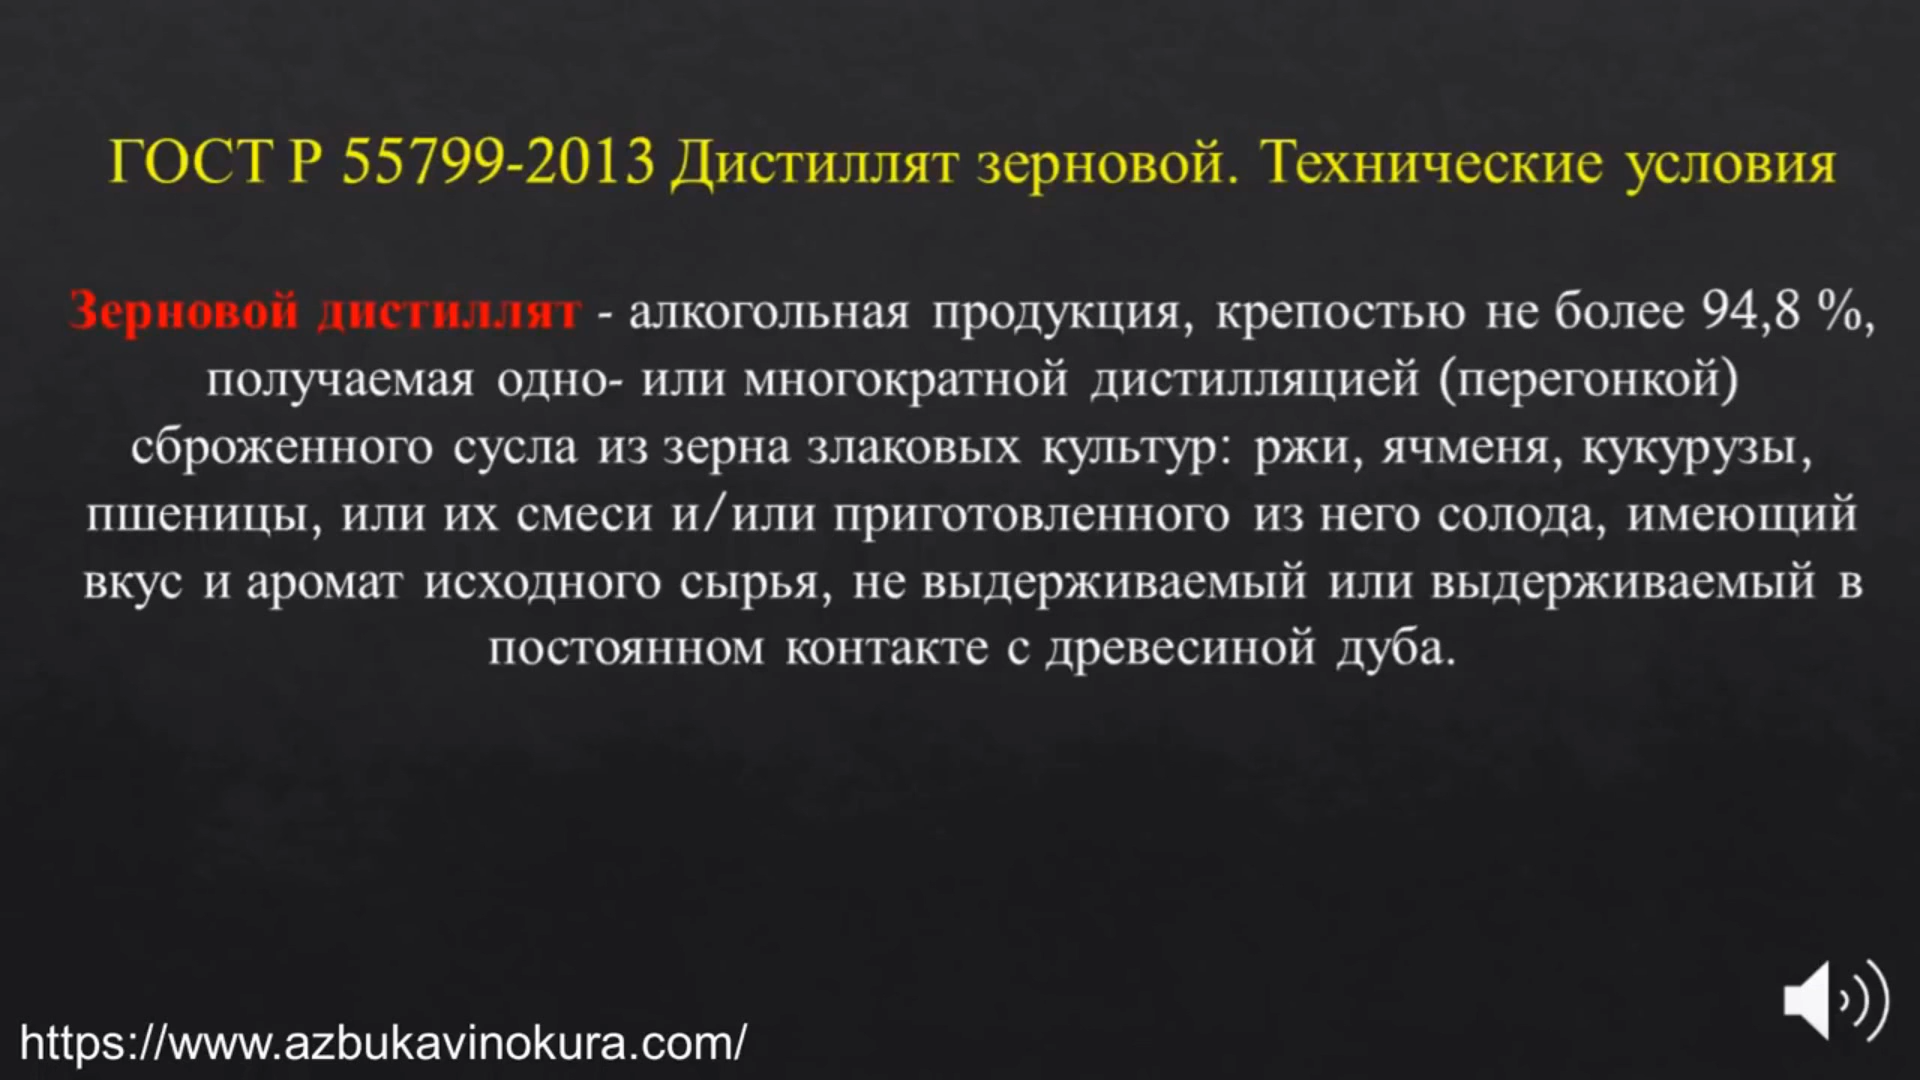 ГОСТ Р 55799-2013 Дистиллят зерновой. Технические условия
Зерновой дистиллят - алкогольная продукция, крепостью не более 94,8 %,
получаемая одно- или многократной дистилляцией (перегонкой)
сброженного сусла из зерна злаковых культур: ржи, ячменя, кукурузы,
пшеницы, или их смеси и/или приготовленного из него солода, имеющий
вкус и аромат исходного сырья, не выдерживаемый или выдерживаемый в
постоянном контакте с древесиной дуба.
https://www.azbukavinokura.com/